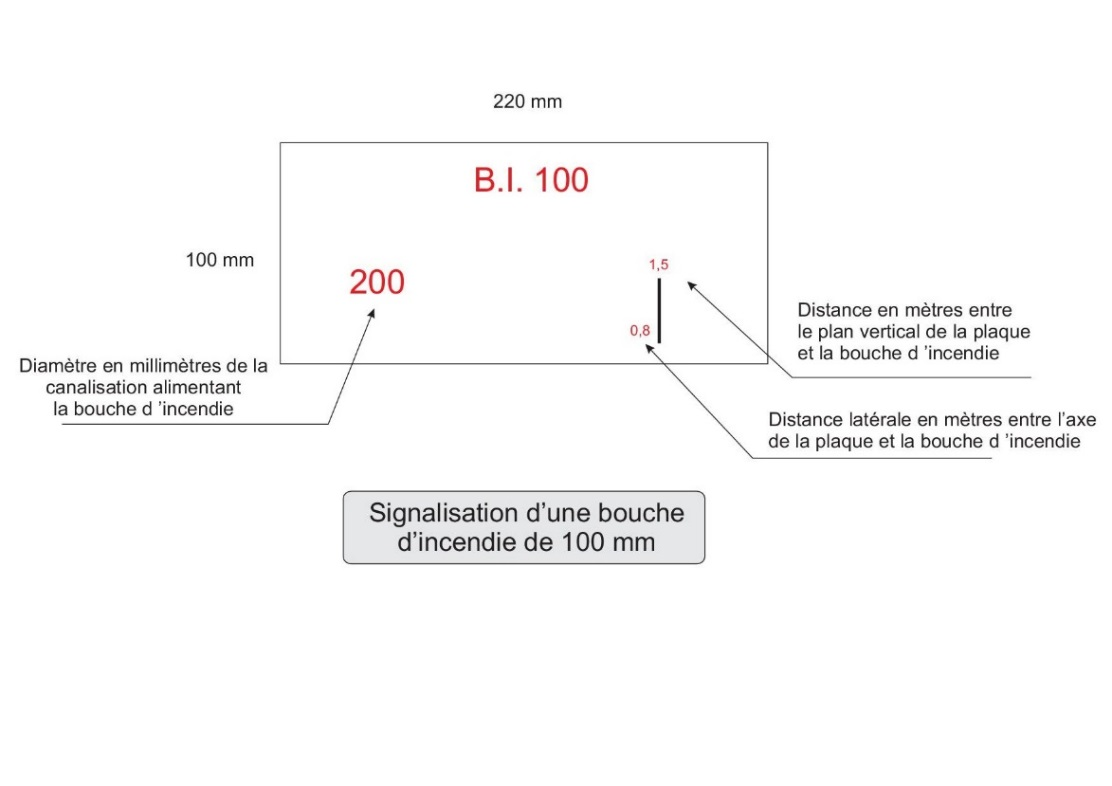 220 mm
B.I. 100
100 mm
200
1,5
0,8
Distance en mètres entre
le plan vertical de la plaque
et la bouche d ’incendie
Diamètre en millimètres de la
canalisation alimentant
la bouche d ’incendie
Distance latérale en mètres entre l’axe
de la plaque et la bouche d ’incendie
Signalisation d’une bouche
d’incendie de 100 mm